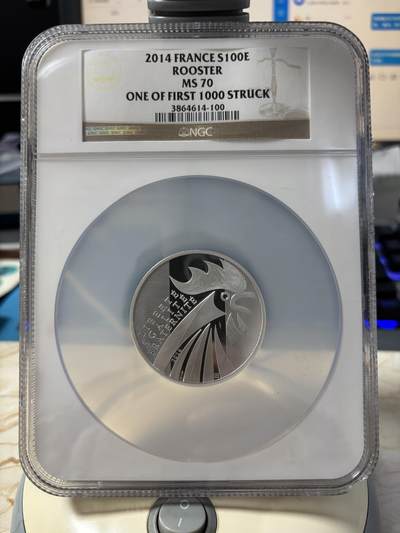 2014 FRANCE S100E
ROOSTER
MS 70
ONE OF FIRST 1000 STRUCK
3864614-100
NGC